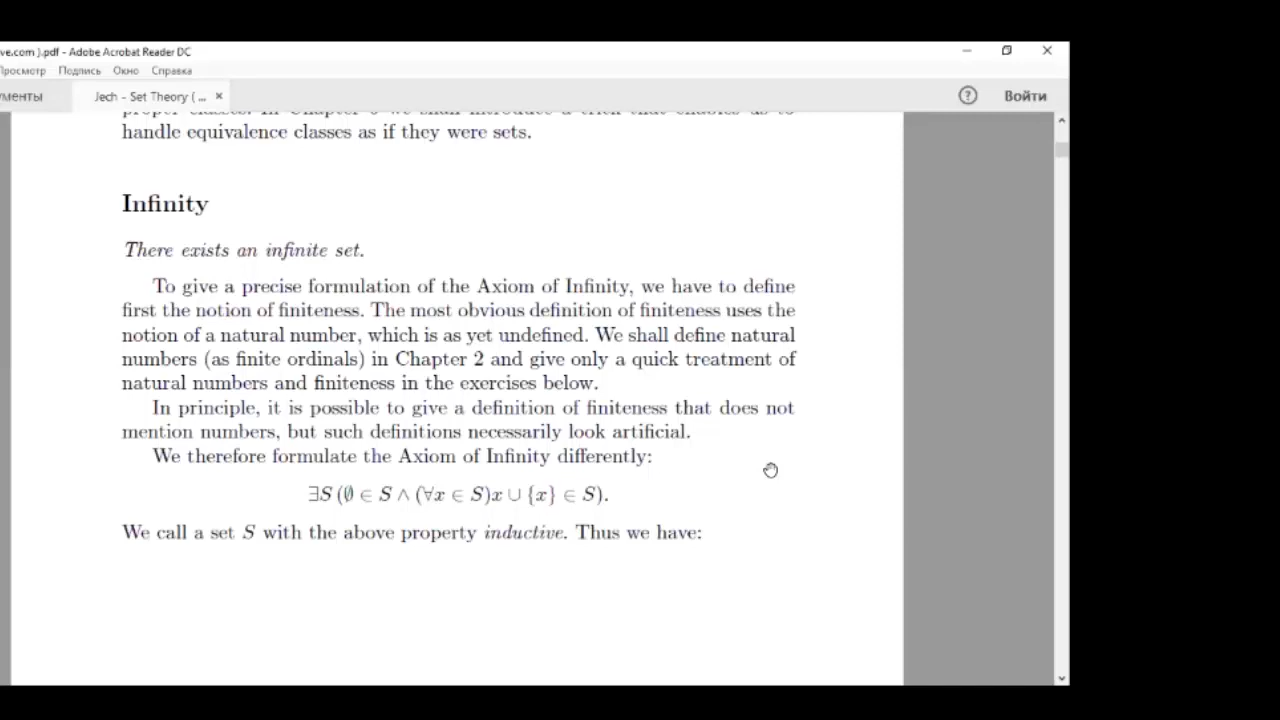 ve.com ).pdf - Adobe Acrobat Reader DC
Просмотр Подпись Окно Справка
менты Jech - Set Theory ( ... × ? Войти
handle equivalence classes as if they were sets.
Infinity
There exists an infinite set.
To give a precise formulation of the Axiom of Infinity, we have to define
first the notion of finiteness. The most obvious definition of finiteness uses the
notion of a natural number, which is as yet undefined. We shall define natural
numbers (as finite ordinals) in Chapter 2 and give only a quick treatment of
natural numbers and finiteness in the exercises below.
In principle, it is possible to give a definition of finiteness that does not
mention numbers, but such definitions necessarily look artificial.
We therefore formulate the Axiom of Infinity differently:
∃S (∅ ∈ S ∧ (∀x ∈ S)x ∪ {x} ∈ S).
We call a set S with the above property inductive. Thus we have: